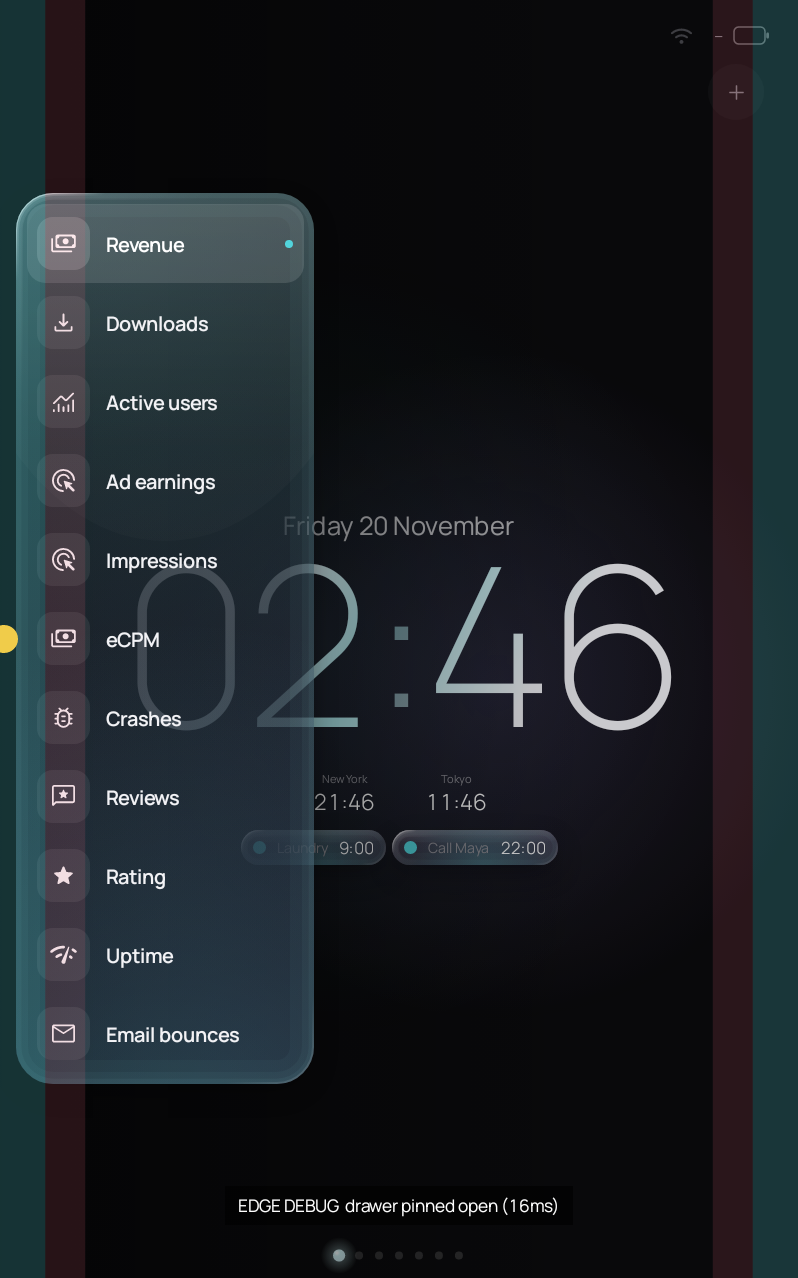 Revenue
Downloads
Active users
Ad earnings
Friday 20 November
Impressions
02:46
eCPM
Crashes
New York
Tokyo
Reviews
21:46
11:46
Laundry 9:00
Call Maya 22:00
Rating
Uptime
Email bounces
EDGE DEBUG drawer pinned open (16ms)